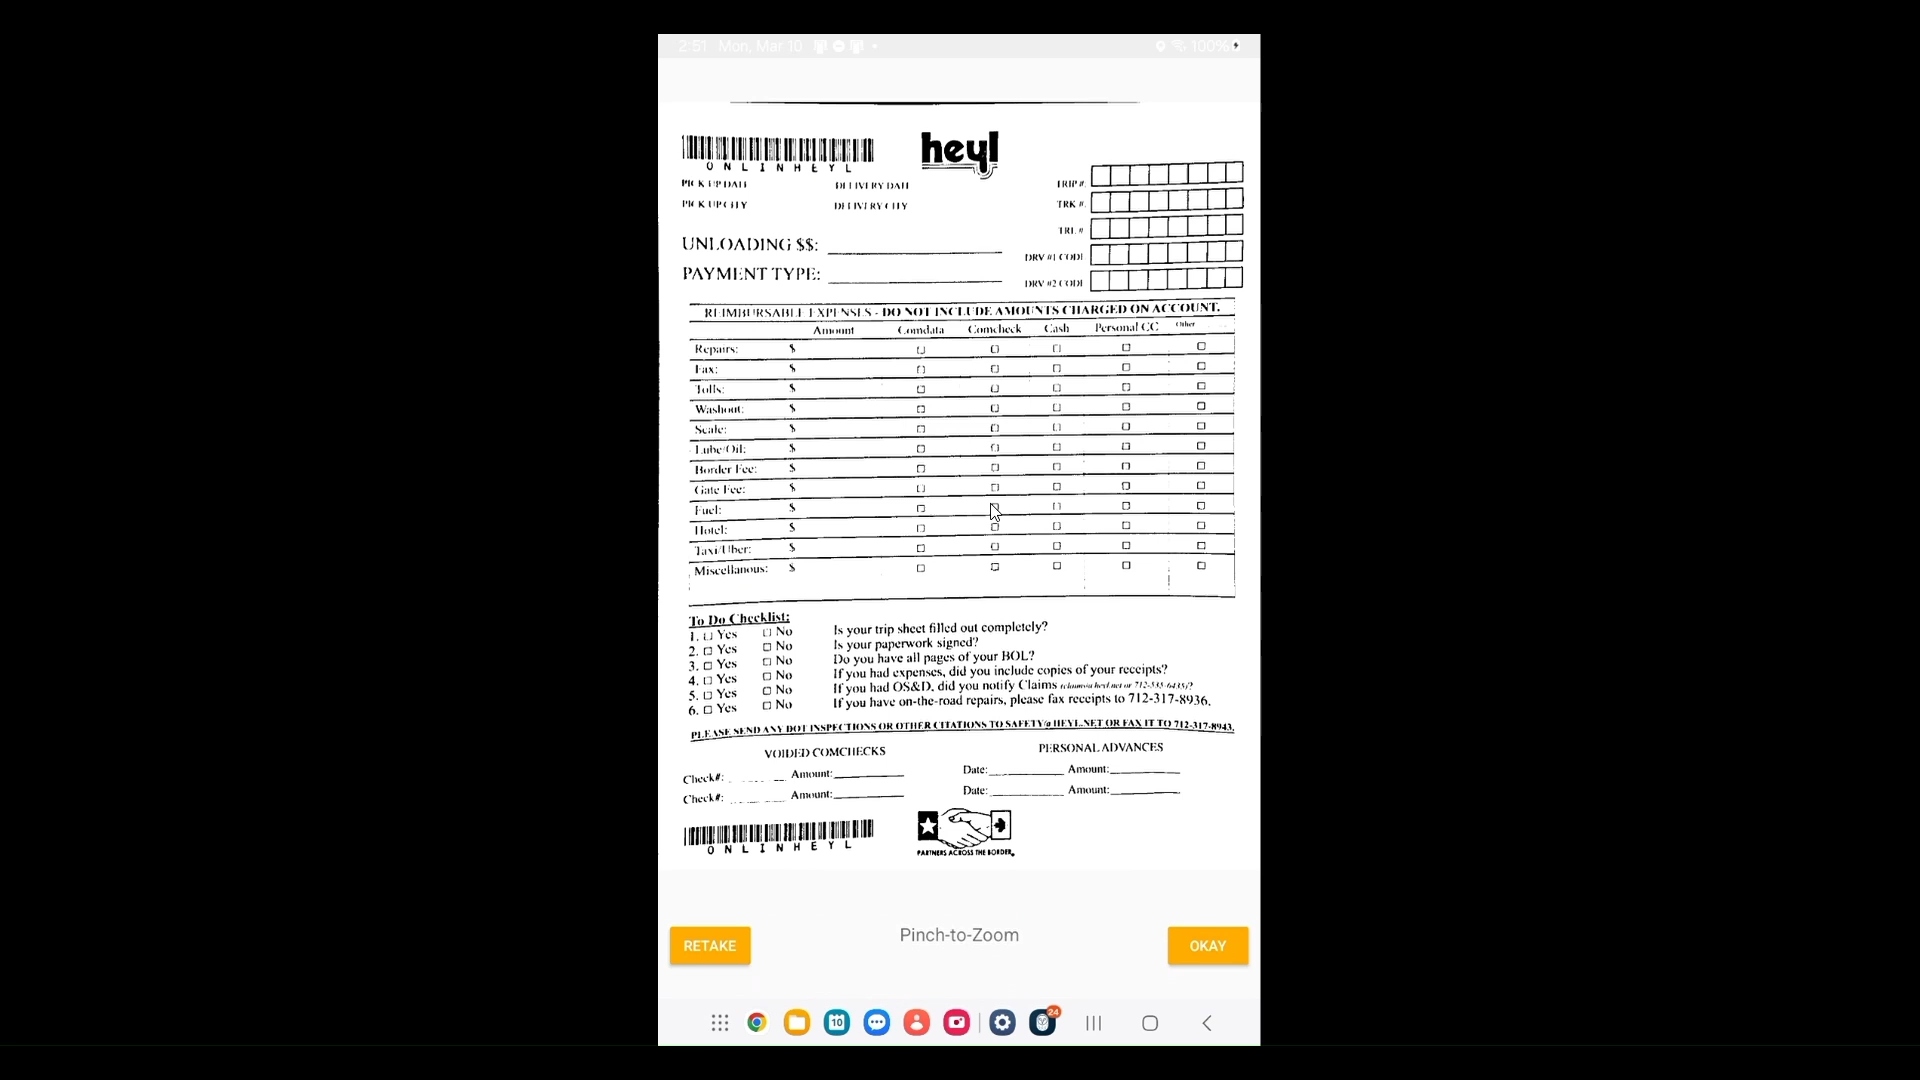 2:51 Mon, Mar 10 100%
heyl
ONLINHEYL
PICK UP DATE DELIVERY DATE TRIP #:
PICK UP CITY DELIVERY CITY TRK #:
TRL #
UNLOADING $$:
DRV #1 CODE
PAYMENT TYPE:
DRV #2 CODE
REIMBURSABLE EXPENSES - DO NOT INCLUDE AMOUNTS CHARGED ON ACCOUNT.
Amount Comdata Comcheck Cash Personal CC Other
Repairs: $
Fax: $
Tolls: $
Washout: $
Scale: $
Lube/Oil: $
Border Fee: $
Gate Fee: $
Fuel: $
Hotel: $
Taxi/Uber: $
Miscellanous: $
To Do Checklist:
1. Yes No Is your trip sheet filled out completely?
2. Yes No Is your paperwork signed?
3. Yes No Do you have all pages of your BOL?
4. Yes No If you had expenses, did you include copies of your receipts?
5. Yes No If you had OS&D, did you notify Claims (claims@heyl.net or 712-535-6435)?
6. Yes No If you have on-the-road repairs, please fax receipts to 712-317-8936.
PLEASE SEND ANY DOT INSPECTIONS OR OTHER CITATIONS TO SAFETY@HEYL.NET OR FAX IT TO 712-317-8943.
VOIDED COMCHECKS PERSONAL ADVANCES
Check#: Amount: Date: Amount:
Check#: Amount: Date: Amount:
ONLINHEYL
PARTNERS ACROSS THE BORDER
RETAKE Pinch-to-Zoom OKAY
10 24